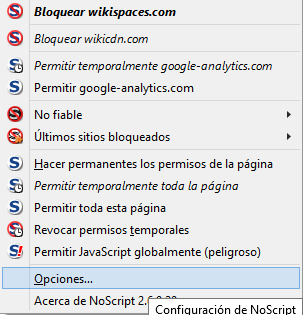 Bloquear wikispaces.com
Bloquear wikicdn.com
Permitir temporalmente google-analytics.com
Permitir google-analytics.com
No fiable
Últimos sitios bloqueados
Hacer permanentes los permisos de la página
Permitir temporalmente toda la página
Permitir toda esta página
Revocar permisos temporales
Permitir JavaScript globalmente (peligroso)
Opciones...
Acerca de NoScript
Configuración de NoScript